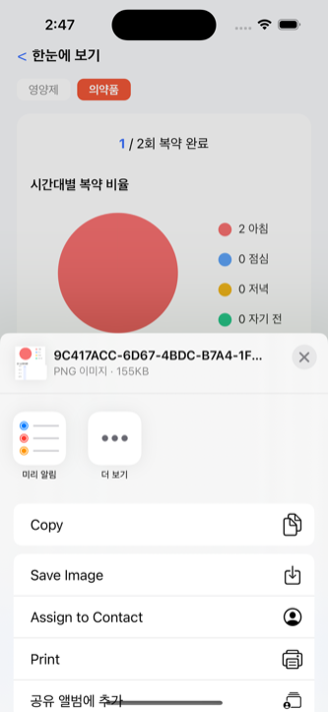 2:47
< 한눈에 보기
영양제 의약품
1 / 2회 복약 완료
시간대별 복약 비율
2 아침
0 점심
0 저녁
0 자기 전
9C417ACC-6D67-4BDC-B7A4-1F...
PNG 이미지 · 155KB
미리 알림 더 보기
Copy
Save Image
Assign to Contact
Print
공유 앨범에 추가